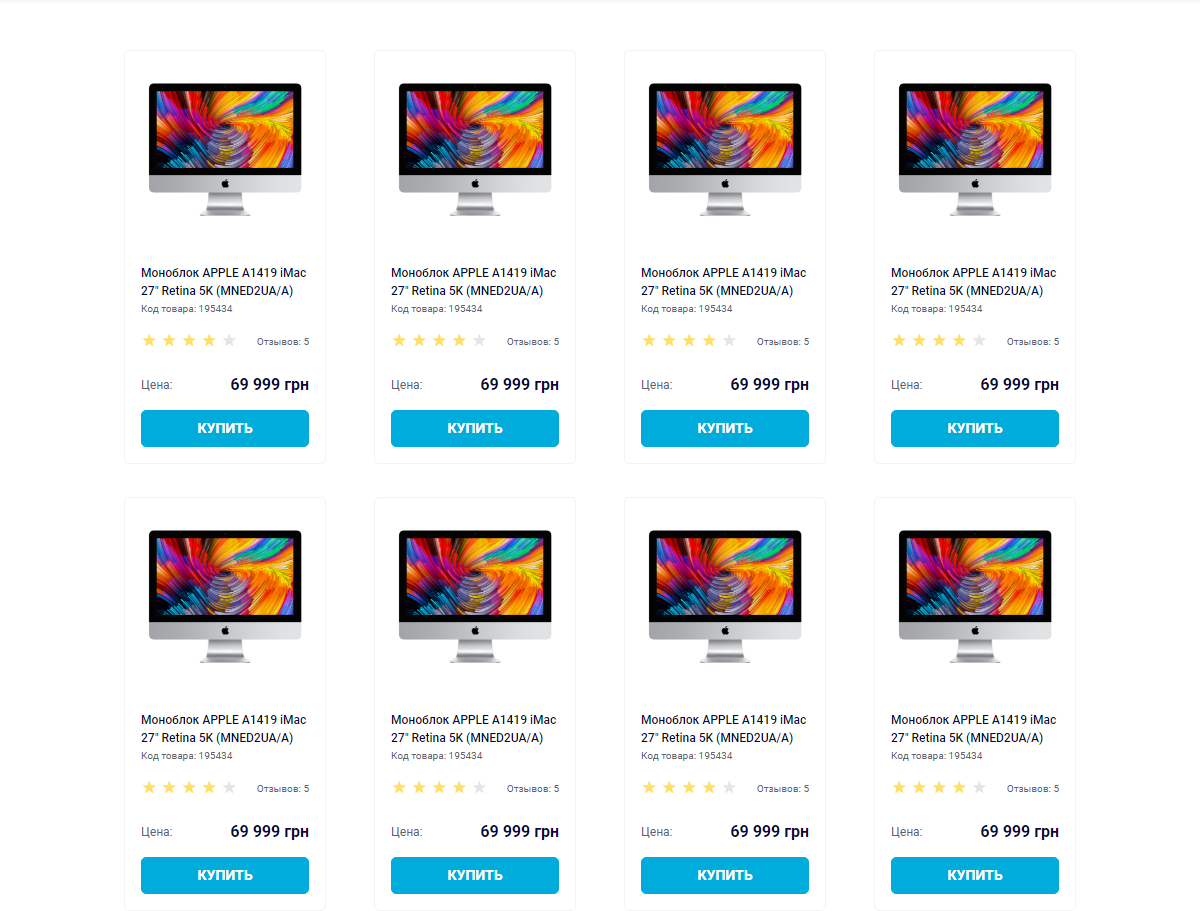 Моноблок APPLE A1419 iMac
27" Retina 5K (MNED2UA/A)
Код товара: 195434
Отзывов: 5
Цена: 69 999 грн
КУПИТЬ
Моноблок APPLE A1419 iMac
27" Retina 5K (MNED2UA/A)
Код товара: 195434
Отзывов: 5
Цена: 69 999 грн
КУПИТЬ
Моноблок APPLE A1419 iMac
27" Retina 5K (MNED2UA/A)
Код товара: 195434
Отзывов: 5
Цена: 69 999 грн
КУПИТЬ
Моноблок APPLE A1419 iMac
27" Retina 5K (MNED2UA/A)
Код товара: 195434
Отзывов: 5
Цена: 69 999 грн
КУПИТЬ
Моноблок APPLE A1419 iMac
27" Retina 5K (MNED2UA/A)
Код товара: 195434
Отзывов: 5
Цена: 69 999 грн
КУПИТЬ
Моноблок APPLE A1419 iMac
27" Retina 5K (MNED2UA/A)
Код товара: 195434
Отзывов: 5
Цена: 69 999 грн
КУПИТЬ
Моноблок APPLE A1419 iMac
27" Retina 5K (MNED2UA/A)
Код товара: 195434
Отзывов: 5
Цена: 69 999 грн
КУПИТЬ
Моноблок APPLE A1419 iMac
27" Retina 5K (MNED2UA/A)
Код товара: 195434
Отзывов: 5
Цена: 69 999 грн
КУПИТЬ